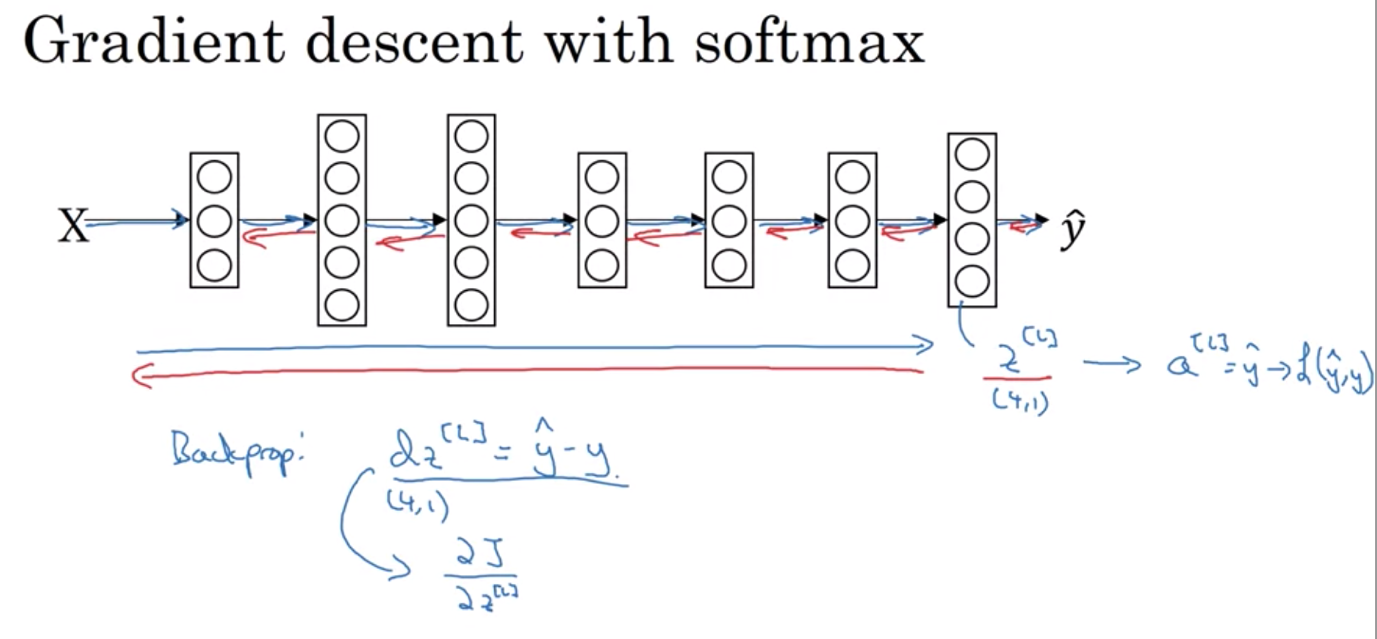 Gradient descent with softmax
X
ŷ
z^[L] → a^[L] = ŷ → L(ŷ,y)
(4,1)
Backprop: dz^[L] = ŷ - y.
(4,1)
∂J
∂z^[L]